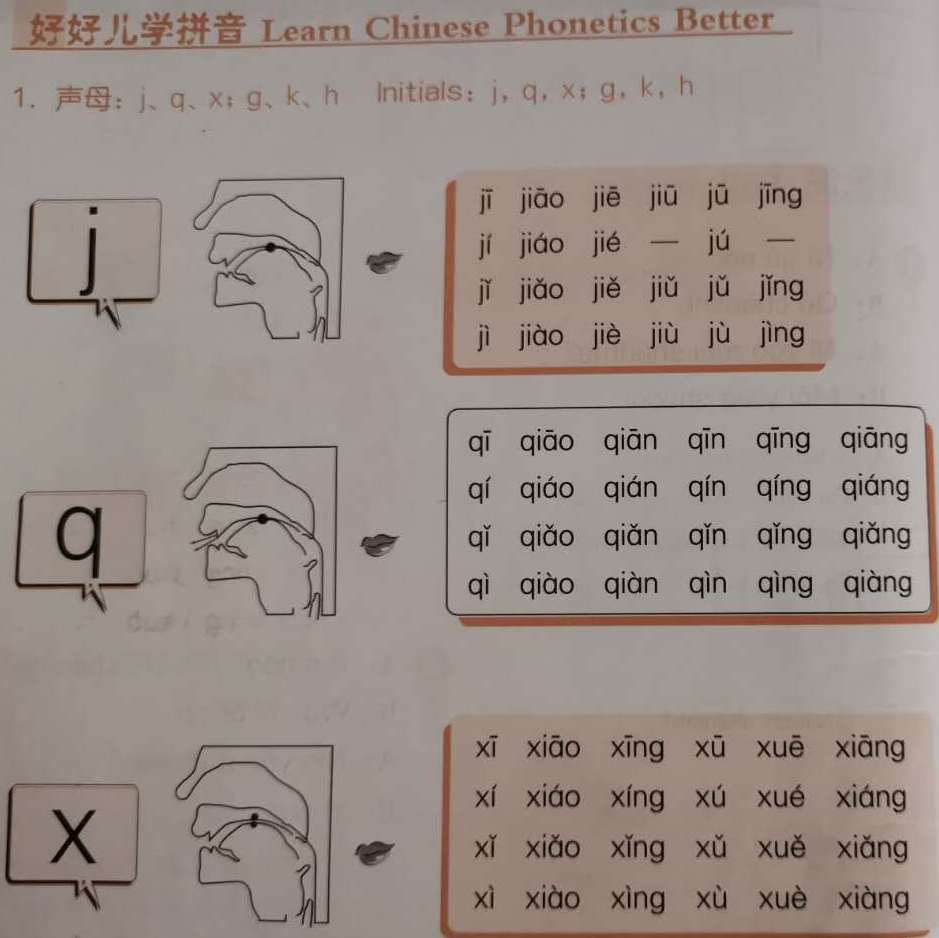 好好儿学拼音 Learn Chinese Phonetics Better
1. 声母：j、q、x；g、k、h Initials: j, q, x; g, k, h
j
jī jiāo jiē jiū jū jīng
jí jiáo jié — jú —
jǐ jiǎo jiě jiǔ jǔ jǐng
jì jiào jiè jiù jù jìng
q
qī qiāo qiān qīn qīng qiāng
qí qiáo qián qín qíng qiáng
qǐ qiǎo qiǎn qǐn qǐng qiǎng
qì qiào qiàn qìn qìng qiàng
x
xī xiāo xīng xū xuē xiāng
xí xiáo xíng xú xué xiáng
xǐ xiǎo xǐng xǔ xuě xiǎng
xì xiào xìng xù xuè xiàng